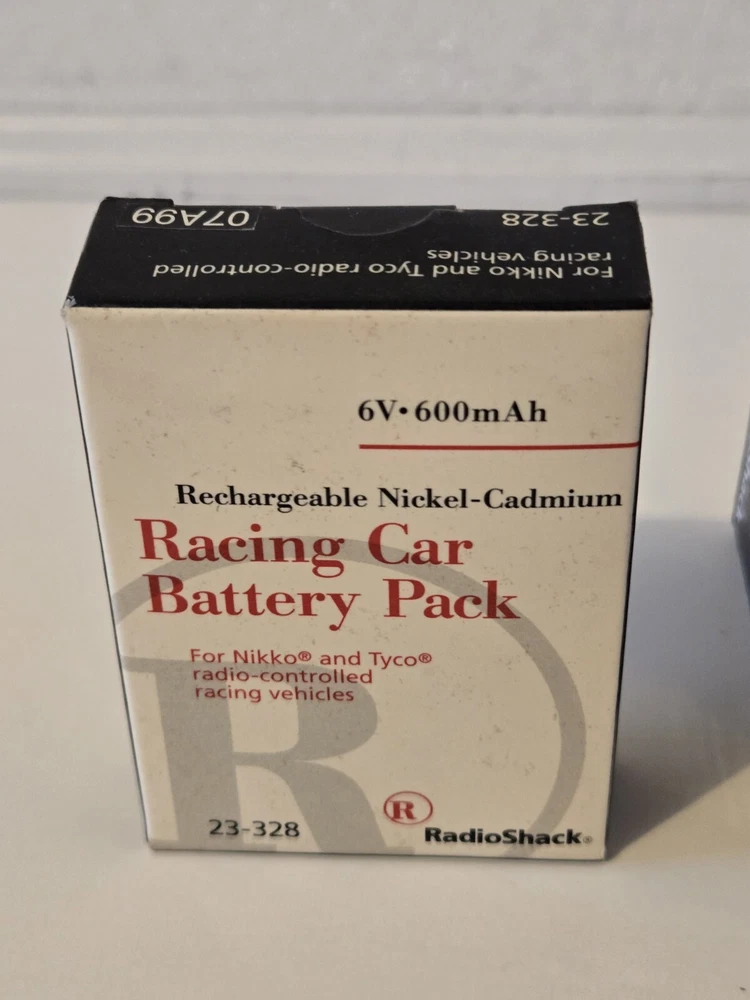 23-328
07A99
For Nikko and Tyco radio-controlled
racing vehicles
6V•600mAh
Rechargeable Nickel-Cadmium
Racing Car
Battery Pack
For Nikko® and Tyco®
radio-controlled
racing vehicles
R
23-328
R
RadioShack®